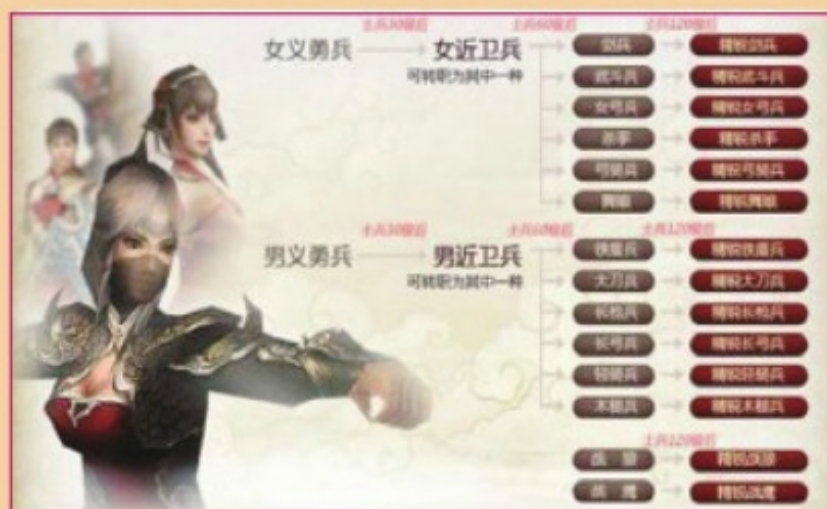 士兵30级后 士兵60级后 士兵120级后
女义勇兵 女近卫兵 剑兵 精锐剑兵
可转职为其中一种 武斗兵 精锐武斗兵
女弓兵 精锐女弓兵
杀手 精锐杀手
弓骑兵 精锐弓骑兵
舞娘 精锐舞娘
士兵30级后 士兵60级后 士兵120级后
男义勇兵 男近卫兵 铁盾兵 精锐铁盾兵
可转职为其中一种 大刀兵 精锐大刀兵
长枪兵 精锐长枪兵
长弓兵 精锐长弓兵
轻骑兵 精锐轻骑兵
木槌兵 精锐木槌兵
士兵120级后
战 狼 精锐战狼
战 鹰 精锐战鹰